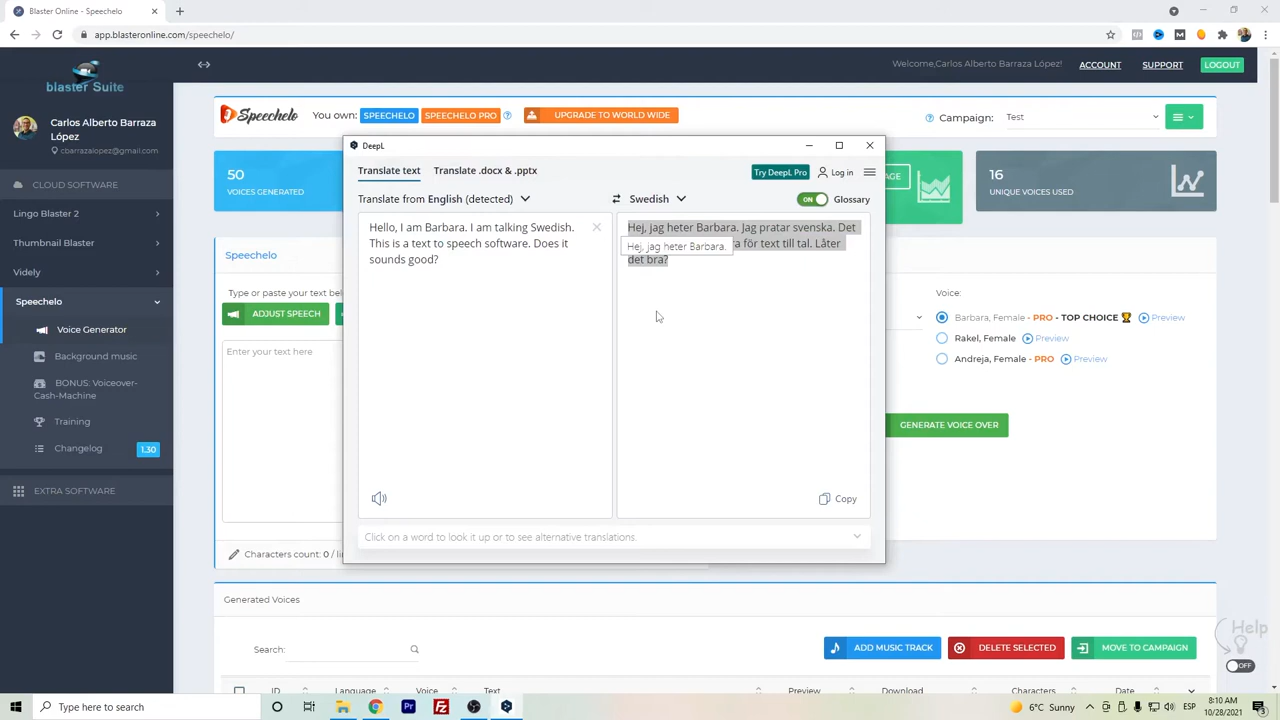 Blaster Online - Speechelo
app.blasteronline.com/speechelo/
blaster Suite
Welcome,Carlos Alberto Barraza López!
ACCOUNT
SUPPORT
LOGOUT
Carlos Alberto Barraza
López
cbarrazalopez@gmail.com
CLOUD SOFTWARE
Lingo Blaster 2
Thumbnail Blaster
Videly
Speechelo
Voice Generator
Background music
BONUS: Voiceover-
Cash-Machine
Training
Changelog
1.30
EXTRA SOFTWARE
Speechelo
You own:
SPEECHELO
SPEECHELO PRO
UPGRADE TO WORLD WIDE
Campaign:
Test
50
VOICES GENERATED
AGE
16
UNIQUE VOICES USED
Speechelo
Type or paste your text below
ADJUST SPEECH
Enter your text here
Characters count: 0 /
DeepL
Translate text
Translate .docx & .pptx
Try DeepL Pro
Log in
Translate from English (detected)
Swedish
ON
Glossary
Hello, I am Barbara. I am talking Swedish.
This is a text to speech software. Does it
sounds good?
Hej, jag heter Barbara. Jag pratar svenska. Det
Hej, jag heter Barbara.
för text till tal. Låter
det bra?
Copy
Click on a word to look it up or to see alternative translations.
Voice:
Barbara, Female - PRO - TOP CHOICE
Preview
Rakel, Female
Preview
Andreja, Female - PRO
Preview
GENERATE VOICE OVER
Generated Voices
Search:
ADD MUSIC TRACK
DELETE SELECTED
MOVE TO CAMPAIGN
Help
OFF
ID
Language
Voice
Text
Preview
Download
Characters
Date
Type here to search
Pr
6°C Sunny
ESP
8:10 AM
10/28/2021
3